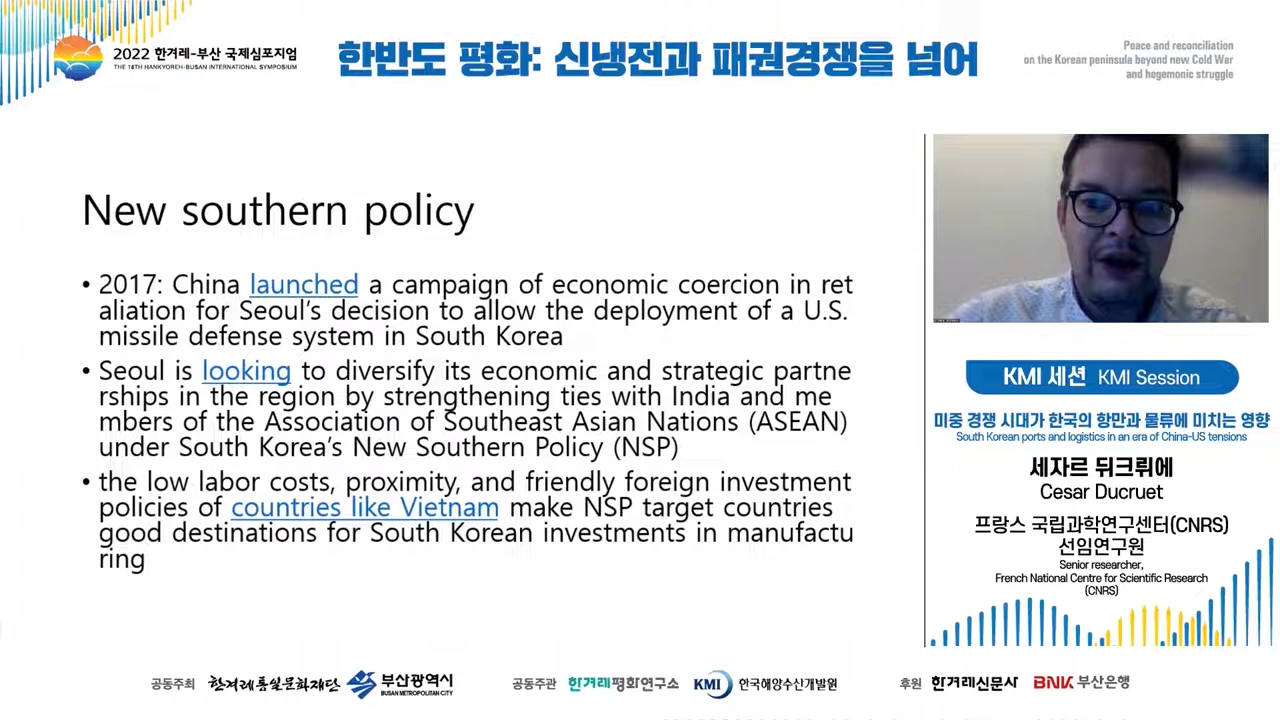 2022 한겨레-부산 국제심포지엄
THE 18TH HANKYOREH-BUSAN INTERNATIONAL SYMPOSIUM
한반도 평화: 신냉전과 패권경쟁을 넘어
Peace and reconciliation
on the Korean peninsula beyond new Cold War
and hegemonic struggle
New southern policy
• 2017: China launched a campaign of economic coercion in ret
aliation for Seoul's decision to allow the deployment of a U.S.
missile defense system in South Korea
• Seoul is looking to diversify its economic and strategic partne
rships in the region by strengthening ties with India and me
mbers of the Association of Southeast Asian Nations (ASEAN)
under South Korea's New Southern Policy (NSP)
• the low labor costs, proximity, and friendly foreign investment
policies of countries like Vietnam make NSP target countries
good destinations for South Korean investments in manufactu
ring
KMI 세션 KMI Session
미중 경쟁 시대가 한국의 항만과 물류에 미치는 영향
South Korean ports and logistics in an era of China-US tensions
세자르 뒤크뤼에
Cesar Ducruet
프랑스 국립과학연구센터(CNRS)
선임연구원
Senior researcher,
French National Centre for Scientific Research
(CNRS)
공동주최 한겨레통일문화재단 부산광역시
BUSAN METROPOLITAN CITY
공동주관 한겨레평화연구소 KMI 한국해양수산개발원
후원 한겨레신문사 BNK 부산은행